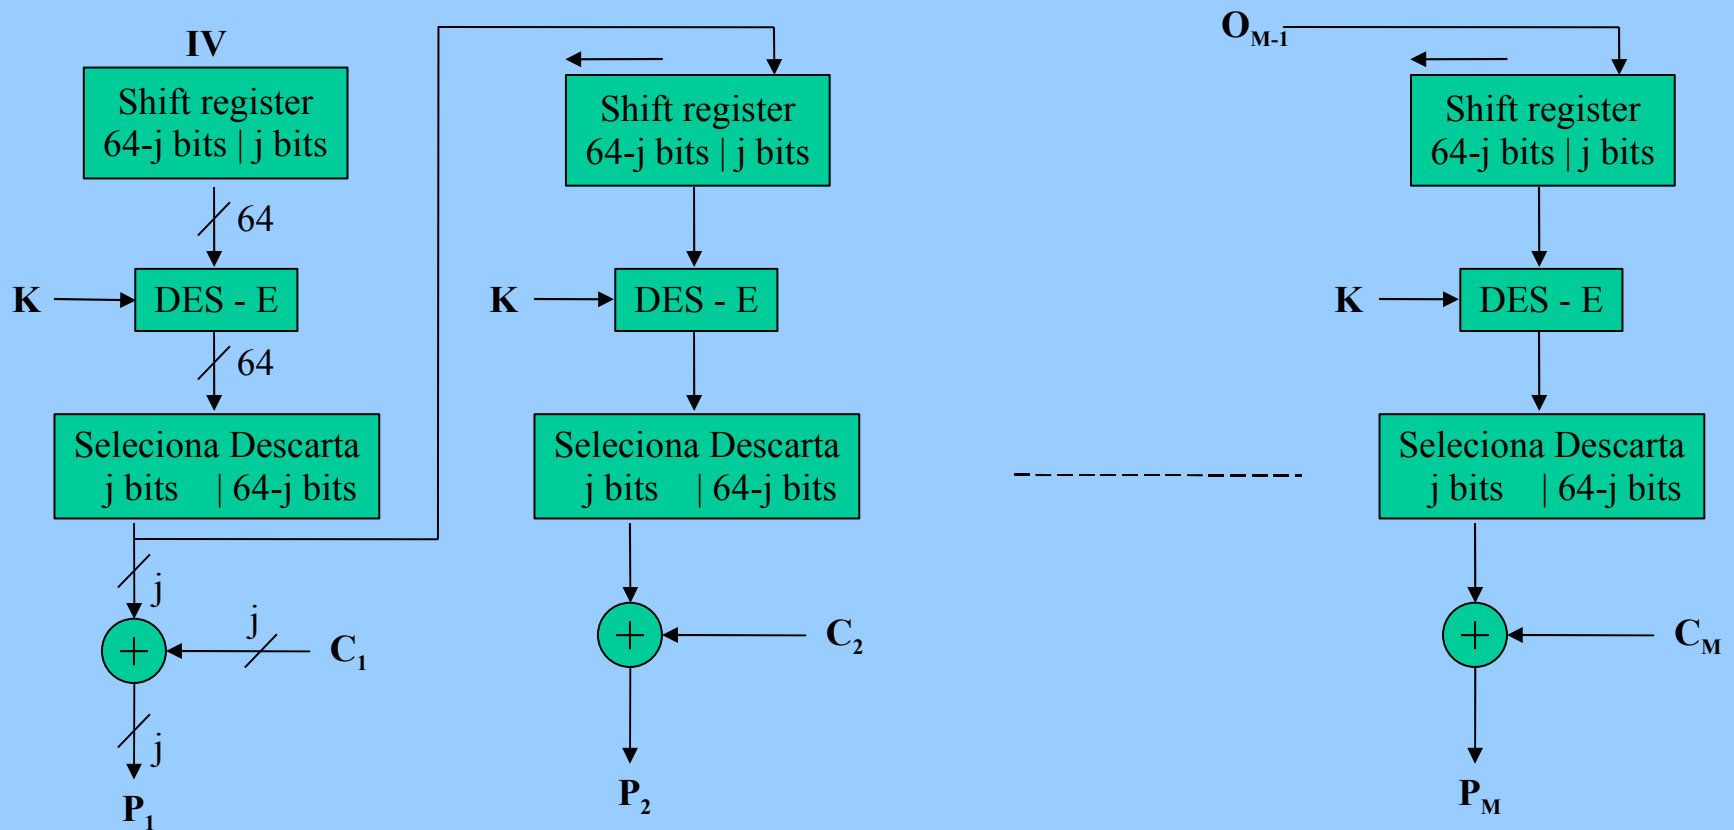 IV
Shift register
64-j bits | j bits
64
K
DES - E
64
Seleciona Descarta
j bits | 64-j bits
j
+
j
C1
j
P1
Shift register
64-j bits | j bits
K
DES - E
Seleciona Descarta
j bits | 64-j bits
+
C2
P2
OM-1
Shift register
64-j bits | j bits
K
DES - E
Seleciona Descarta
j bits | 64-j bits
+
CM
PM